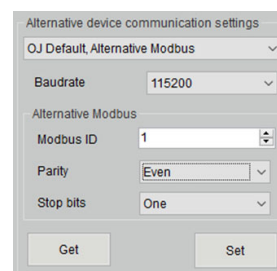 Alternative device communication settings
OJ Default, Alternative Modbus
Baudrate 115200
Alternative Modbus
Modbus ID 1
Parity Even
Stop bits One
Get Set